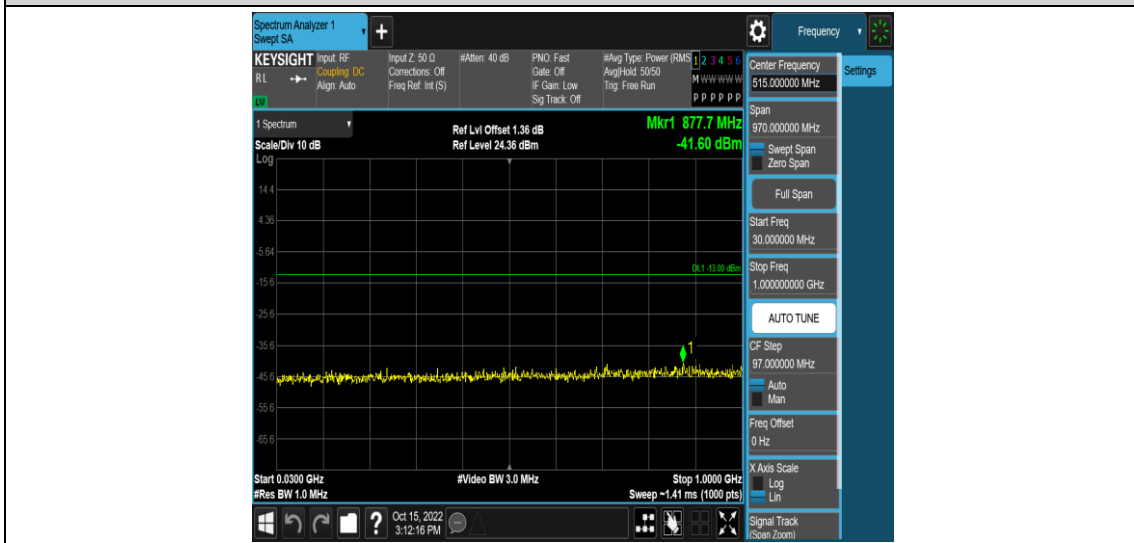 Spectrum Analyzer 1
Swept SA
+
Frequency
KEYSIGHT Input: RF
RL
Coupling: DC
Align: Auto
LXI
Input Z: 50 Ω
Corrections: Off
Freq Ref: Int (S)
#Atten: 40 dB
PNO: Fast
Gate: Off
IF Gain: Low
Sig Track: Off
#Avg Type: Power (RMS
Avg|Hold: 50/50
Trig: Free Run
1 2 3 4 5 6
M W W W W W
P P P P P P
Center Frequency
515.000000 MHz
Settings
1 Spectrum
Scale/Div 10 dB
Ref Lvl Offset 1.36 dB
Ref Level 24.36 dBm
Mkr1 877.7 MHz
-41.60 dBm
Log
14.4
4.36
-5.64
-15.6
-25.6
-35.6
-45.6
-55.6
-65.6
DL1 -13.00 dBm
1
Start 0.0300 GHz
#Res BW 1.0 MHz
#Video BW 3.0 MHz
Stop 1.0000 GHz
Sweep ~1.41 ms (1000 pts)
Span
970.000000 MHz
Swept Span
Zero Span
Full Span
Start Freq
30.000000 MHz
Stop Freq
1.000000000 GHz
AUTO TUNE
CF Step
97.000000 MHz
Auto
Man
Freq Offset
0 Hz
X Axis Scale
Log
Lin
Signal Track
(Span Zoom)
?
Oct 15, 2022
3:12:16 PM